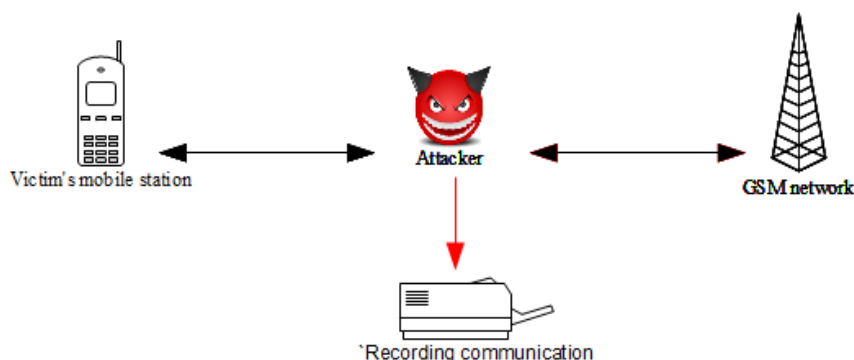 Attacker
Victim's mobile station
GSM network
`Recording communication